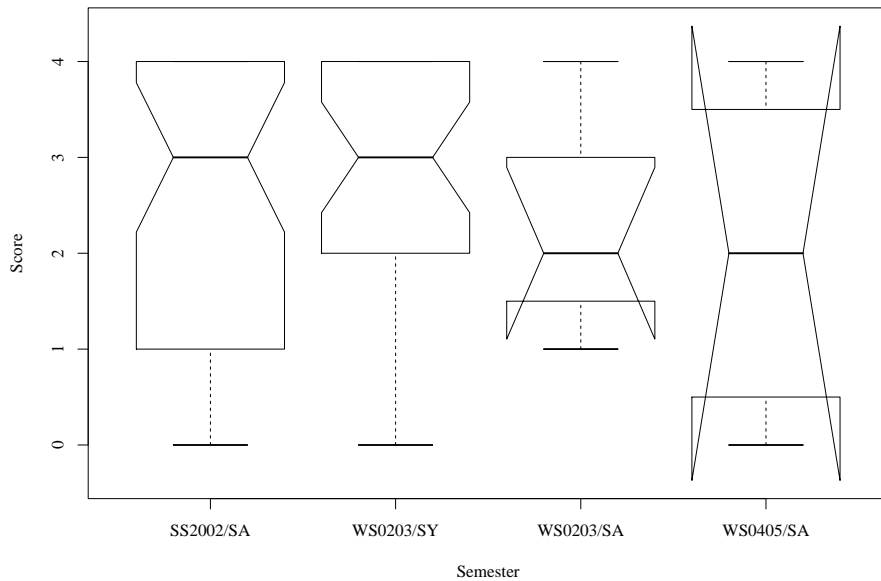 Score
4
3
2
1
0
SS2002/SA
WS0203/SY
WS0203/SA
WS0405/SA
Semester